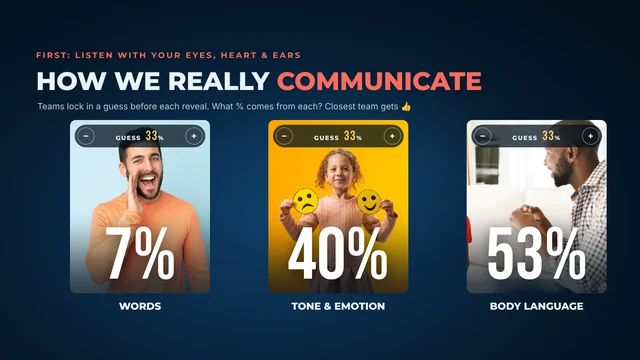 FIRST: LISTEN WITH YOUR EYES, HEART & EARS
HOW WE REALLY COMMUNICATE
Teams lock in a guess before each reveal. What % comes from each? Closest team gets 👍
− GUESS 33% +
− GUESS 33% +
− GUESS 33% +
7%
40%
53%
WORDS
TONE & EMOTION
BODY LANGUAGE